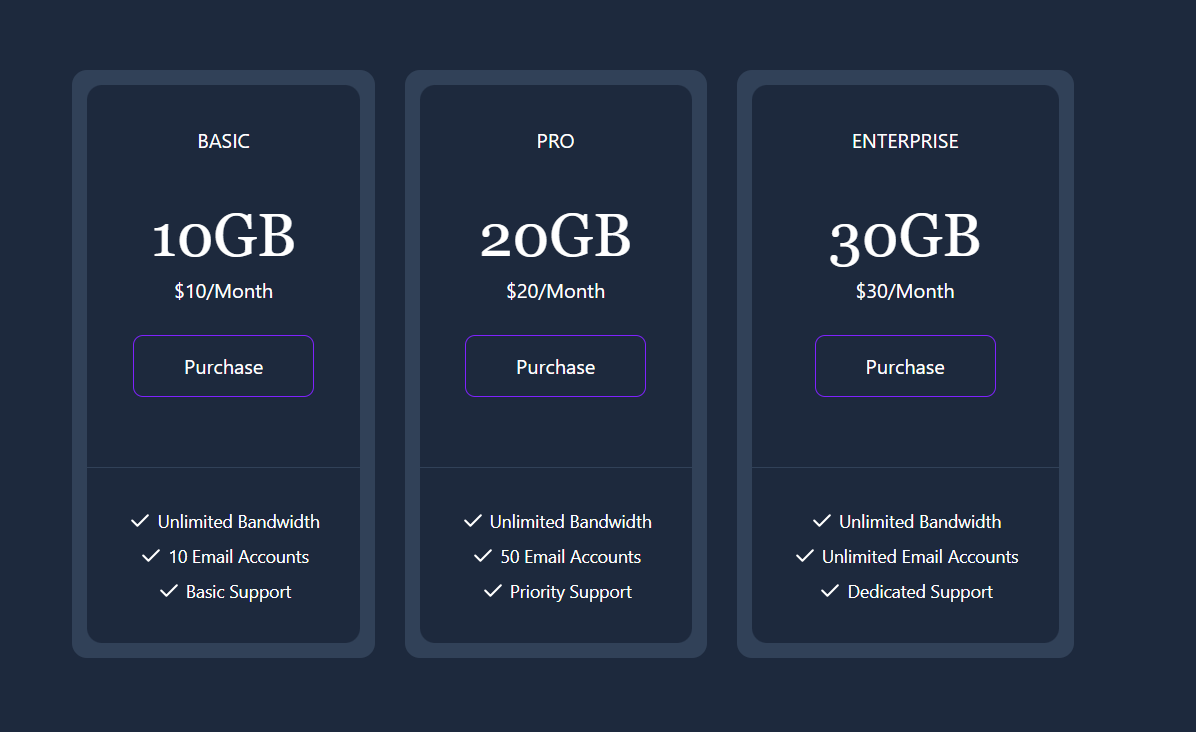 BASIC
10GB
$10/Month
Purchase
Unlimited Bandwidth
10 Email Accounts
Basic Support
PRO
20GB
$20/Month
Purchase
Unlimited Bandwidth
50 Email Accounts
Priority Support
ENTERPRISE
30GB
$30/Month
Purchase
Unlimited Bandwidth
Unlimited Email Accounts
Dedicated Support